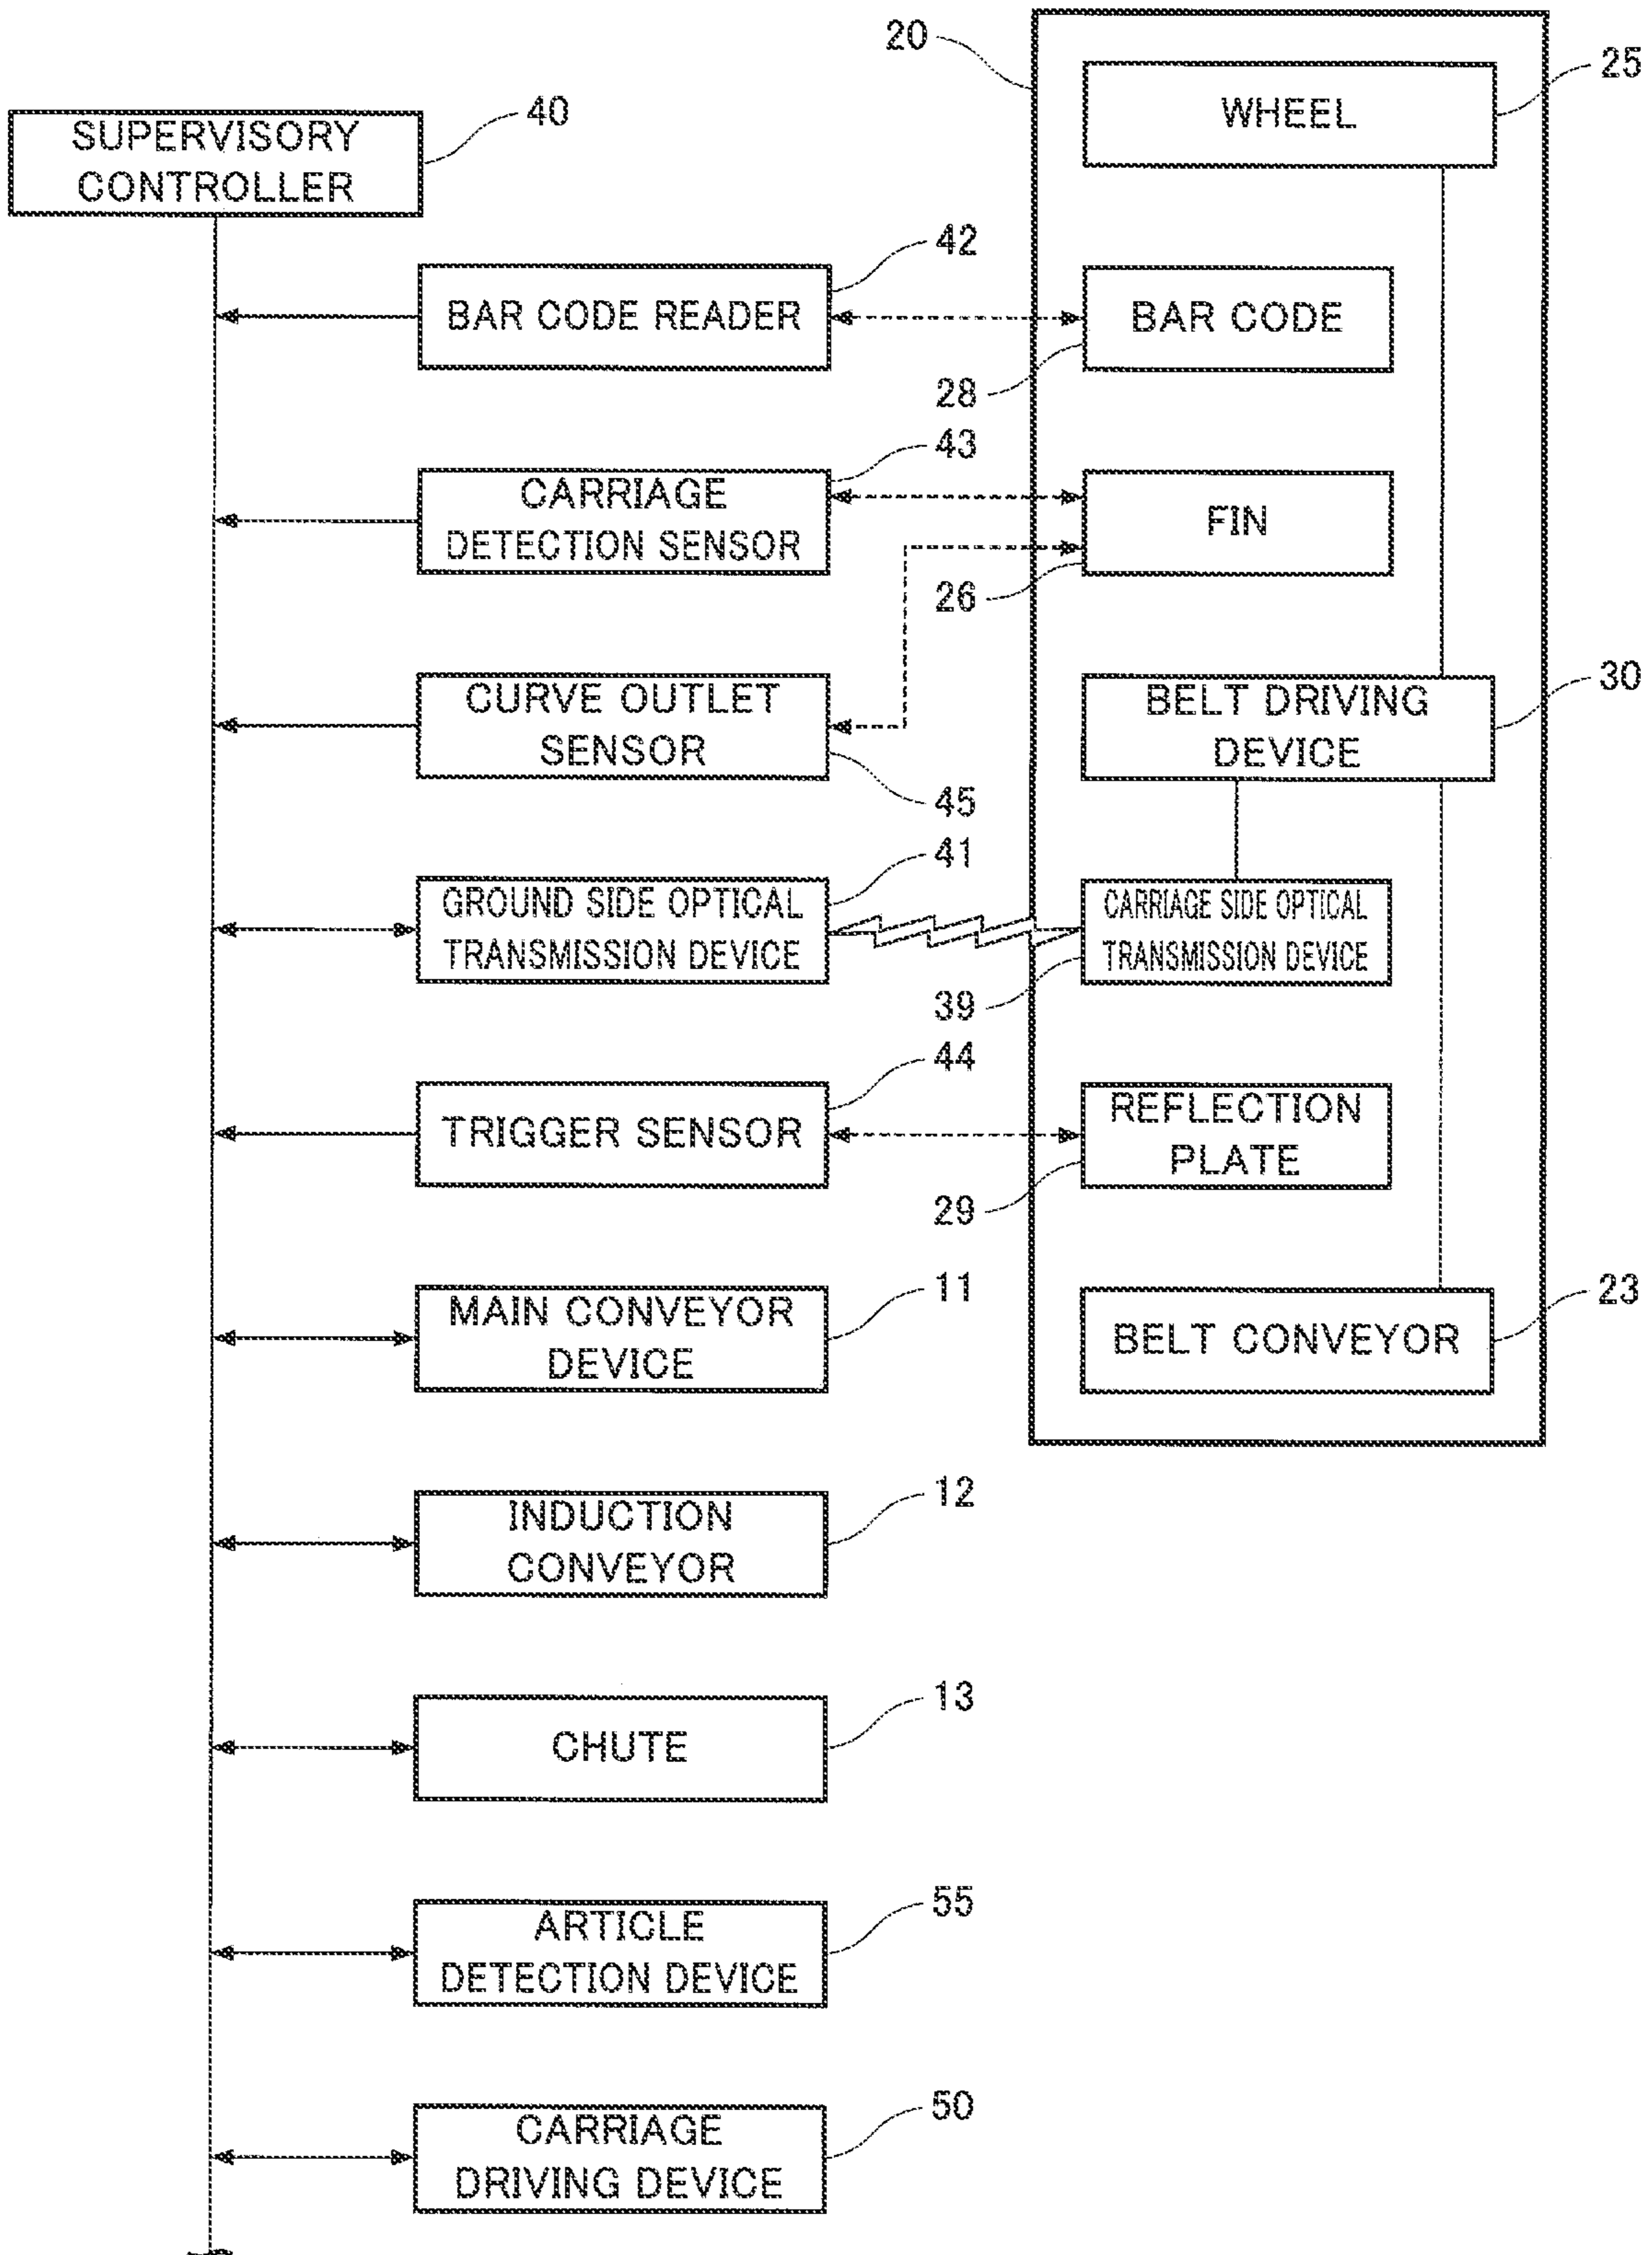 20
25
WHEEL
40
SUPERVISORY
CONTROLLER
42
BAR CODE READER
BAR CODE
28
43
CARRIAGE
DETECTION SENSOR
FIN
26
CURVE OUTLET
SENSOR
45
30
BELT DRIVING
DEVICE
41
GROUND SIDE OPTICAL
TRANSMISSION DEVICE
CARRIAGE SIDE OPTICAL
TRANSMISSION DEVICE
39
44
TRIGGER SENSOR
REFLECTION
PLATE
29
11
MAIN CONVEYOR
DEVICE
23
BELT CONVEYOR
12
INDUCTION
CONVEYOR
13
CHUTE
55
ARTICLE
DETECTION DEVICE
50
CARRIAGE
DRIVING DEVICE